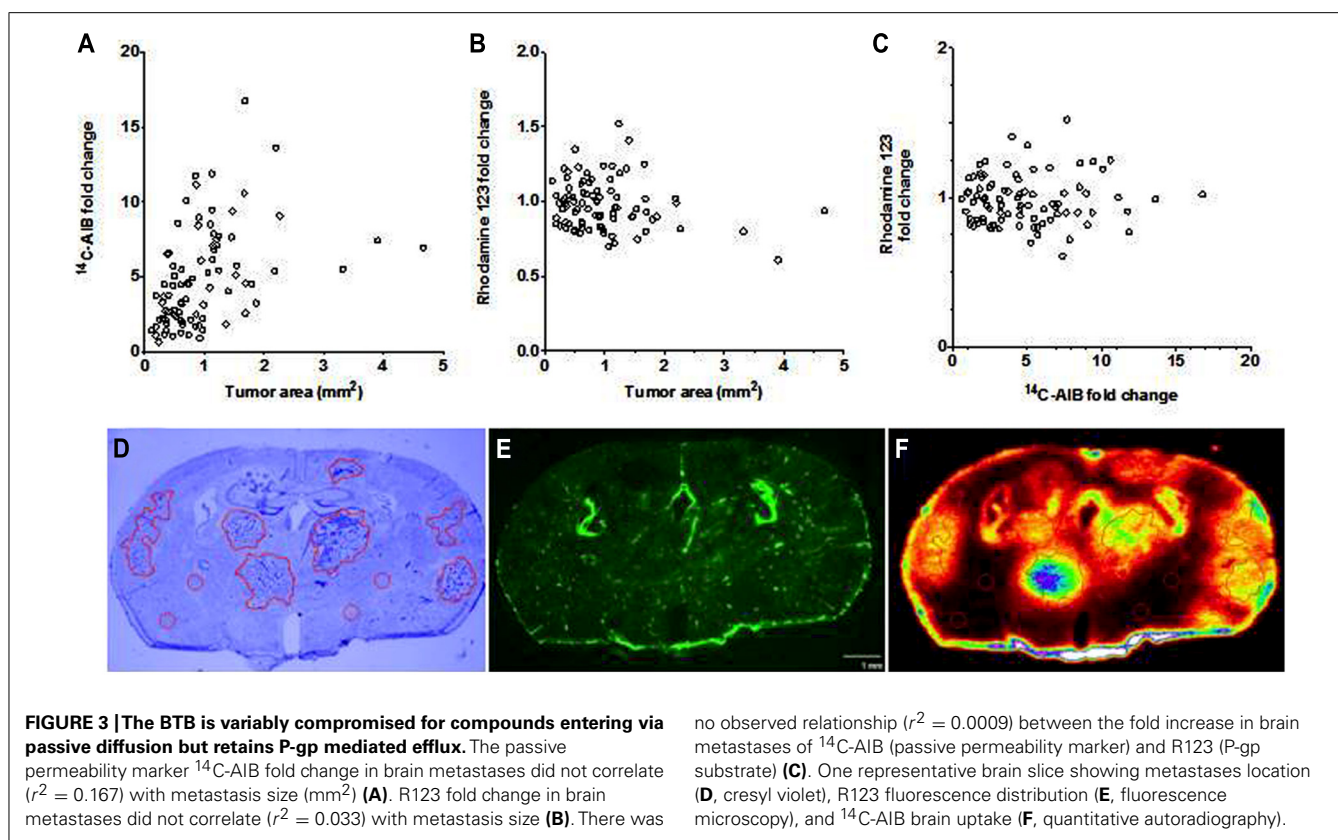 A
20
15
10
5
0
0
1
2
3
4
5
¹⁴C-AIB fold change
Tumor area (mm²)
B
2.0
1.5
1.0
0.5
0.0
0
1
2
3
4
5
Rhodamine 123 fold change
Tumor area (mm²)
C
2
1
0
0
5
10
15
20
Rhodamine 123
fold change
¹⁴C-AIB fold change
D
E
1 mm
F
FIGURE 3 | The BTB is variably compromised for compounds entering via
passive diffusion but retains P-gp mediated efflux. The passive
permeability marker ¹⁴C-AIB fold change in brain metastases did not correlate
(r² = 0.167) with metastasis size (mm²) (A). R123 fold change in brain
metastases did not correlate (r² = 0.033) with metastasis size (B). There was
no observed relationship (r² = 0.0009) between the fold increase in brain
metastases of ¹⁴C-AIB (passive permeability marker) and R123 (P-gp
substrate) (C). One representative brain slice showing metastases location
(D, cresyl violet), R123 fluorescence distribution (E, fluorescence
microscopy), and ¹⁴C-AIB brain uptake (F, quantitative autoradiography).